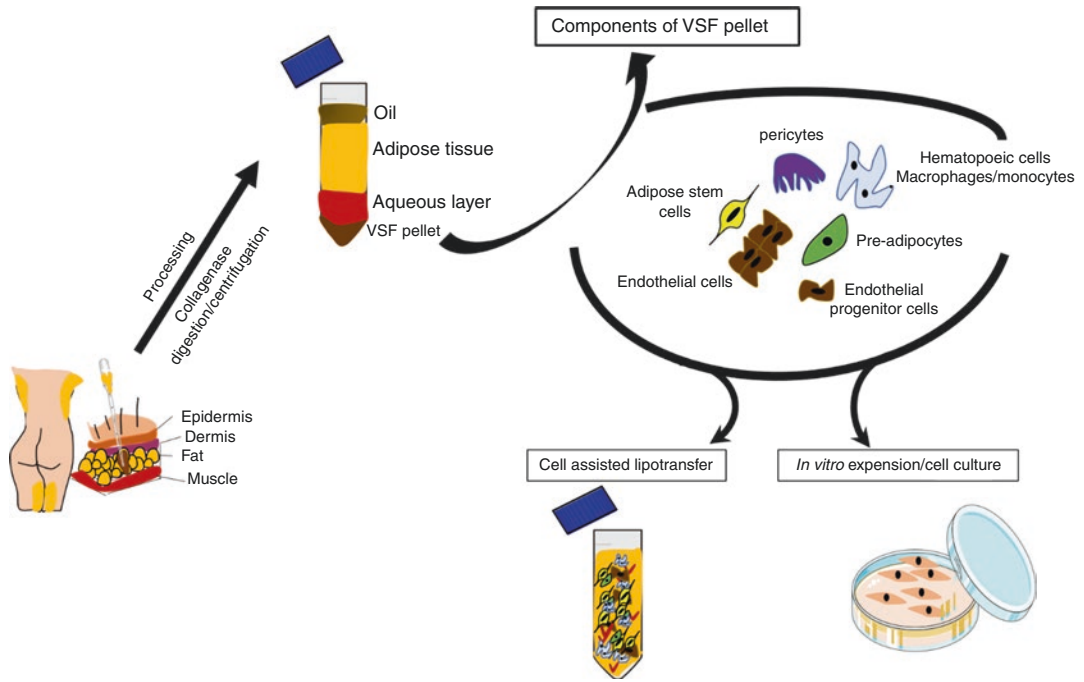 Components of VSF pellet
Oil
Adipose tissue
Aqueous layer
VSF pellet
Processing
Collagenase
digestion/centrifugation
Epidermis
Dermis
Fat
Muscle
pericytes
Hematopoeic cells
Macrophages/monocytes
Adipose stem
cells
Pre-adipocytes
Endothelial cells
Endothelial
progenitor cells
Cell assisted lipotransfer
In vitro expension/cell culture